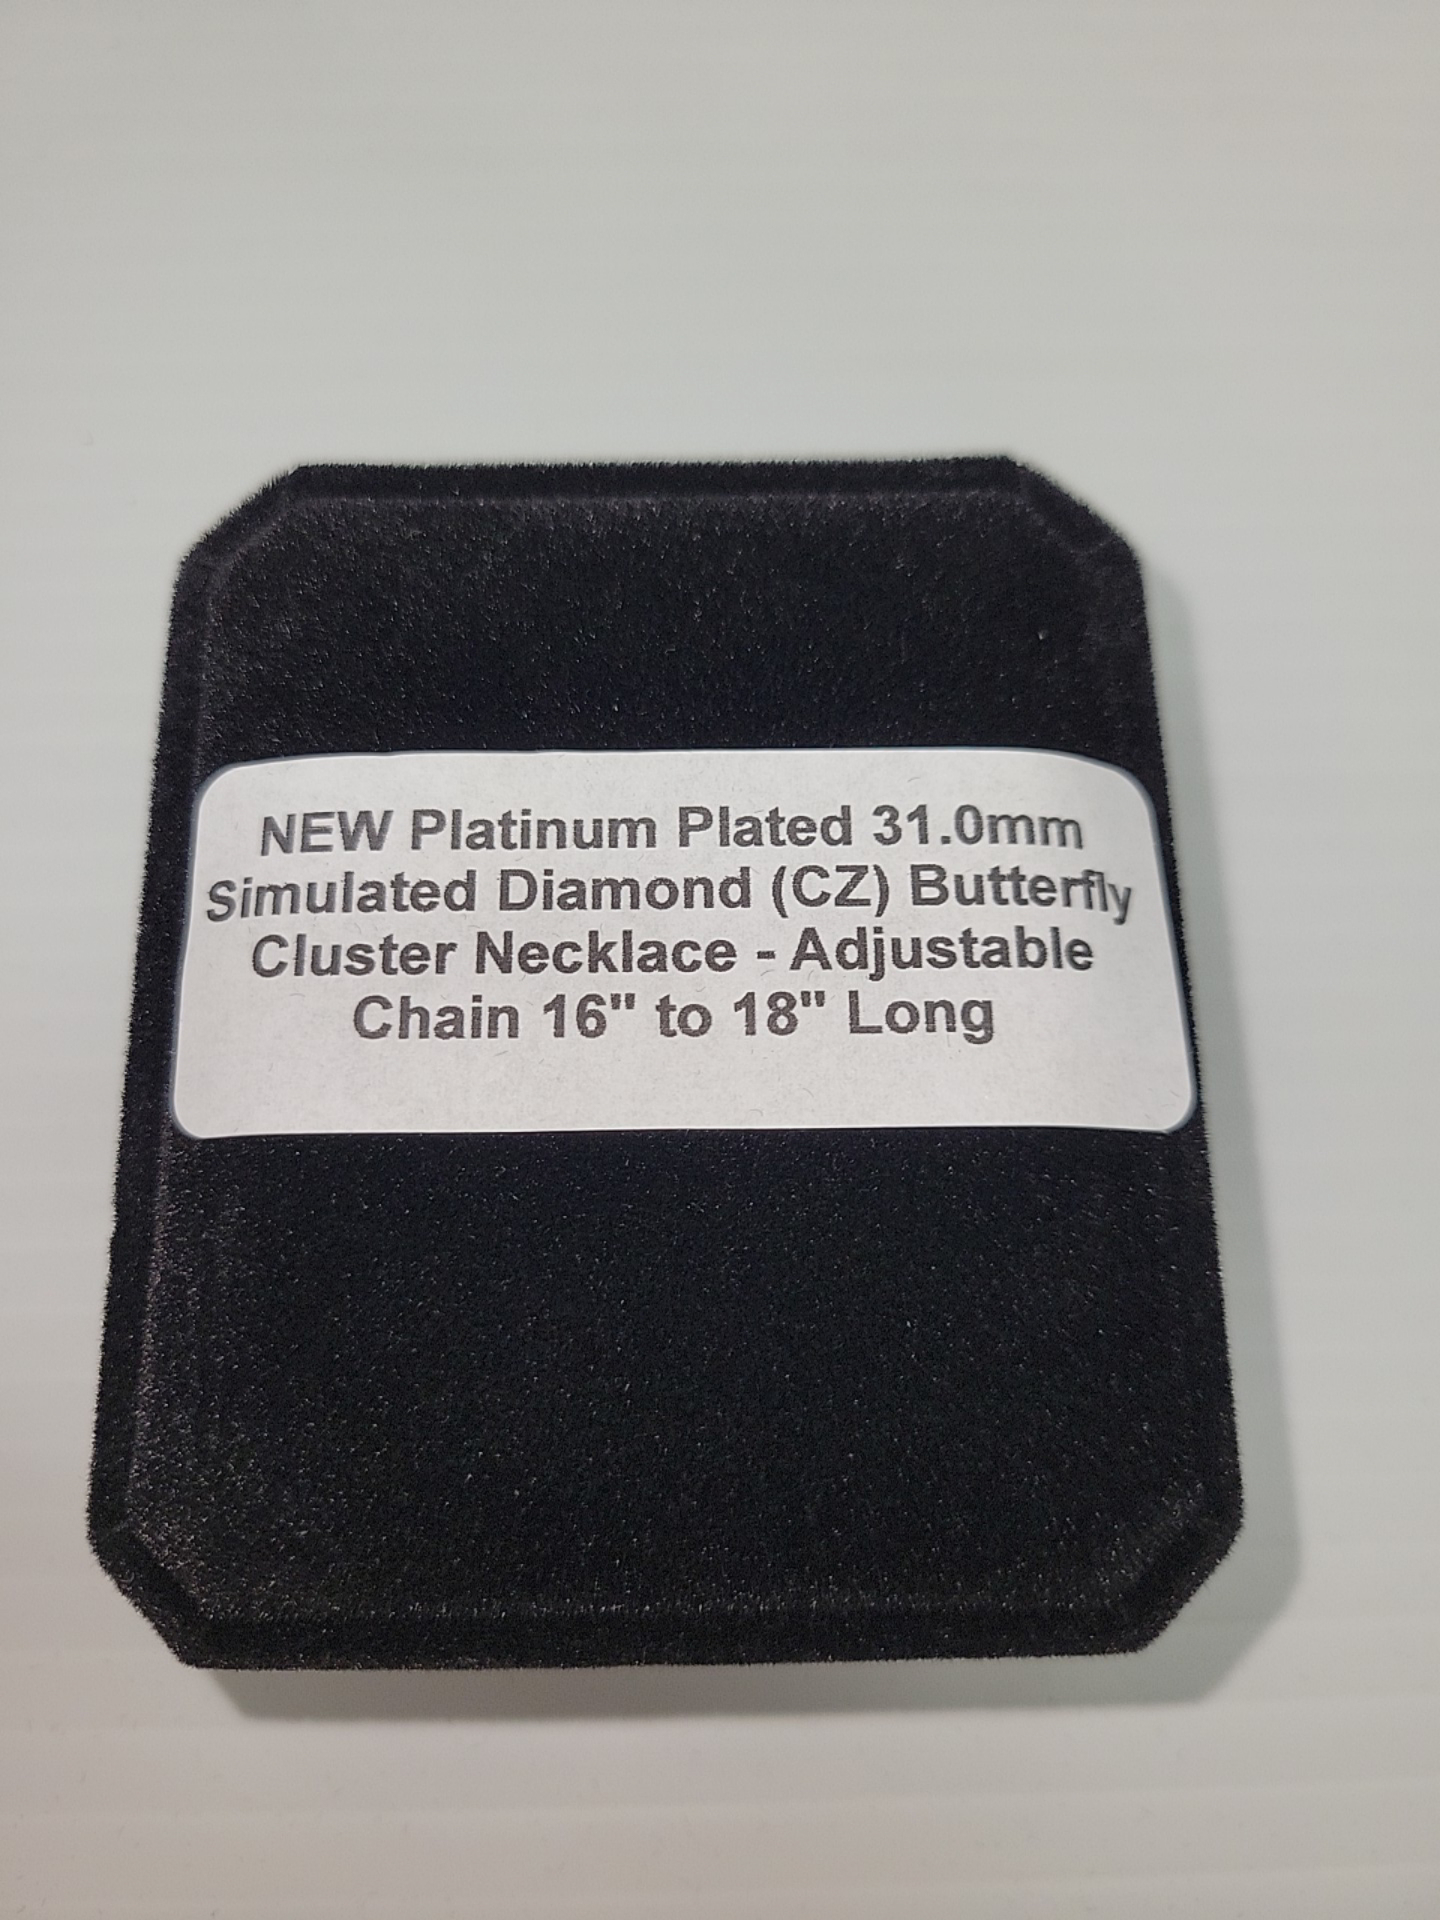 NEW Platinum Plated 31.0mm
Simulated Diamond (CZ) Butterfly
Cluster Necklace - Adjustable
Chain 16" to 18" Long